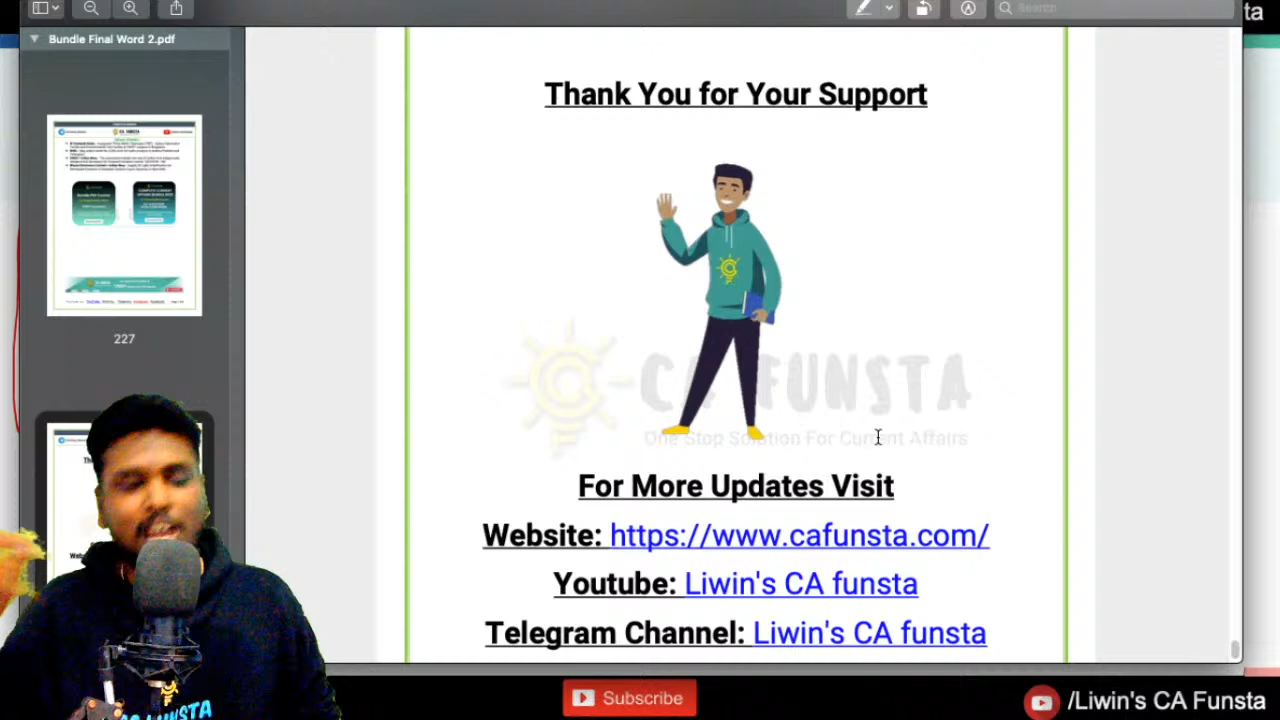 Search
ta
Bundle Final Word 2.pdf
Thank You for Your Support
227
CA FUNSTA
One Stop Solution For Current Affairs
For More Updates Visit
Website: https://www.cafunsta.com/
Youtube: Liwin's CA funsta
Telegram Channel: Liwin's CA funsta
Subscribe
/Liwin's CA Funsta